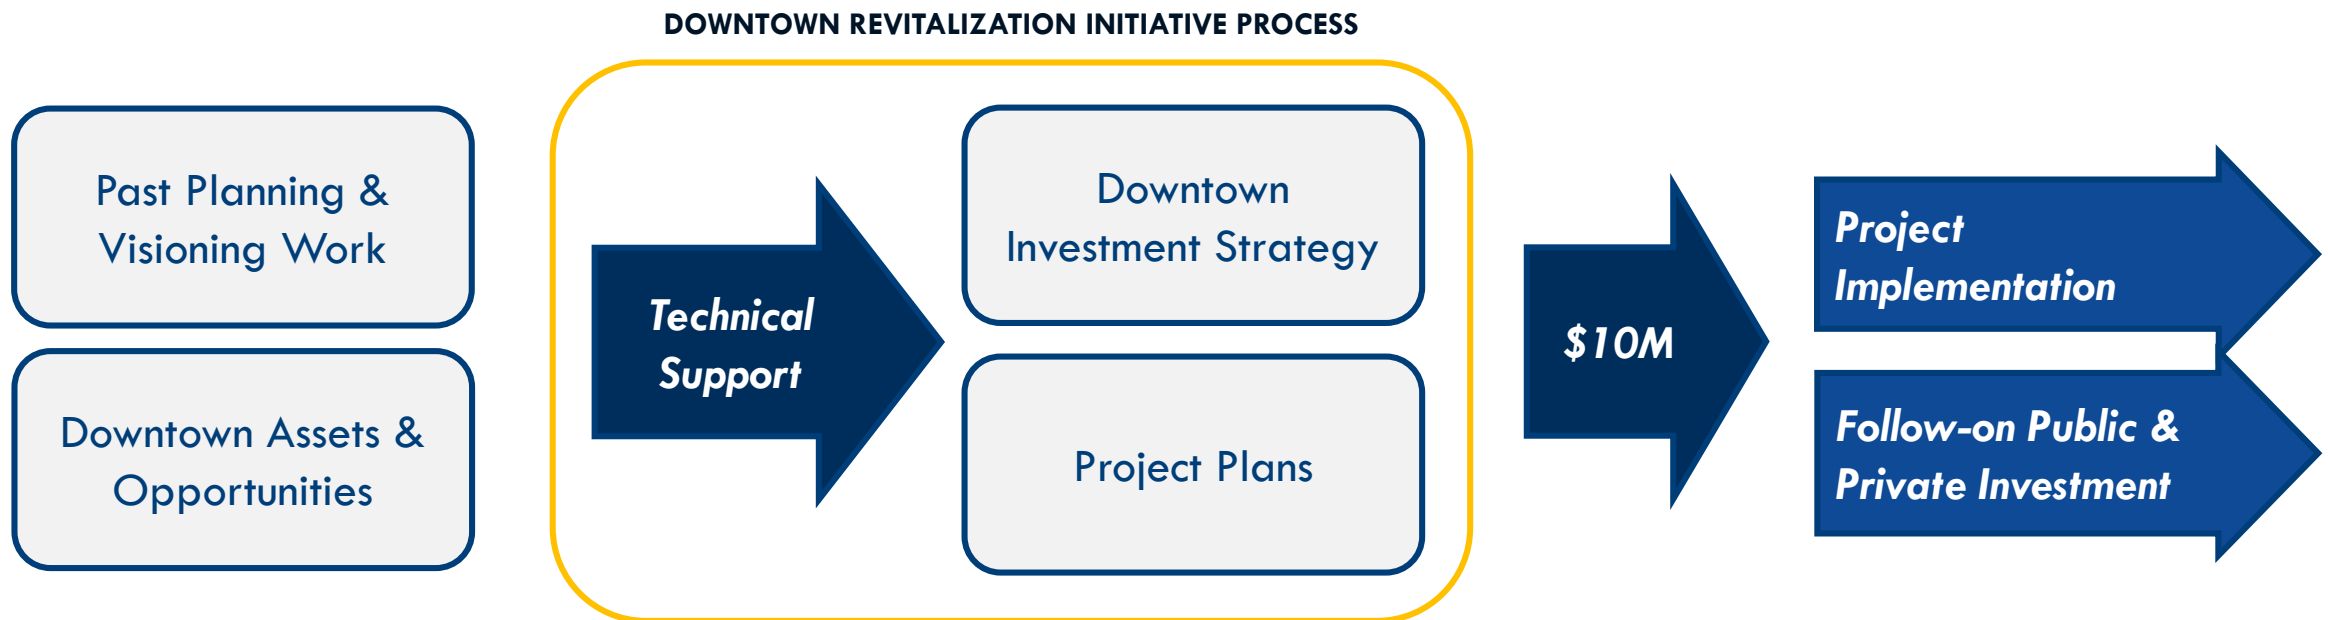 DOWNTOWN REVITALIZATION INITIATIVE PROCESS
Past Planning &
Visioning Work
Downtown Assets &
Opportunities
Technical
Support
Downtown
Investment Strategy
Project Plans
$10M
Project
Implementation
Follow-on Public &
Private Investment